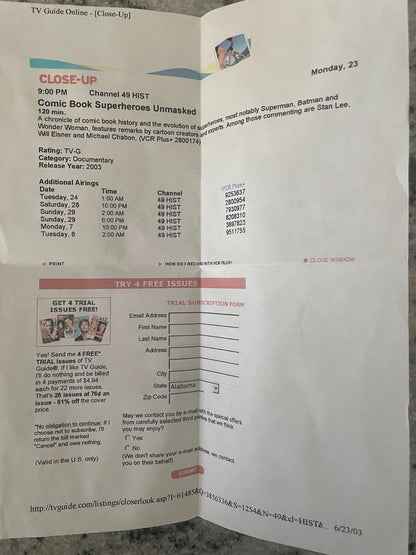 TV Guide Online - [Close-Up]
Monday, 23
CLOSE-UP
9:00 PM Channel 49 HIST
Comic Book Superheroes Unmasked
120 min.
A chronicle of comic book history and the evolution of superheroes, most notably Superman, Batman and
Wonder Woman, features remarks by cartoon creators and experts. Among those commenting are Stan Lee,
Will Eisner and Michael Chabon. (VCR Plus+ 2800174)
Rating: TV-G
Category: Documentary
Release Year: 2003
Additional Airings
Date Time Channel VCR Plus+
Tuesday, 24 1:00 AM 49 HIST 9253637
Saturday, 28 10:00 PM 49 HIST 2800954
Sunday, 29 2:00 AM 49 HIST 7930977
Sunday, 29 6:00 PM 49 HIST 8208310
Monday, 7 10:00 PM 49 HIST 3697823
Tuesday, 8 2:00 AM 49 HIST 9511755
PRINT HOW DO I RECORD WITH VCR PLUS+ CLOSE WINDOW
TRY 4 FREE ISSUES
GET 4 TRIAL
ISSUES FREE!
Yes! Send me 4 FREE*
TRIAL Issues of TV
Guide®. If I like TV Guide,
I'll do nothing and be billed
in 4 payments of $4.94
each for 22 more issues.
That's 26 issues at 76¢ an
issue - 61% off the cover
price.
*No obligation to continue: If I
choose not to subscribe, I'll
return the bill marked
"Cancel" and owe nothing.
(Valid in the U.S. only)
TRIAL SUBSCRIPTION FORM
Email Address
First Name
Last Name
Address
City
State Alabama
Zip Code
May we contact you by e-mail with special offers
from carefully selected third parties that we think
you may enjoy?
Yes
No
(We don't share your e-mail address, we contact
you on their behalf)
SUBMIT
http://tvguide.com/listings/closerlook.asp?I=61485&Q=3856336&S=1254&N=49&cl=HIST&... 6/23/03